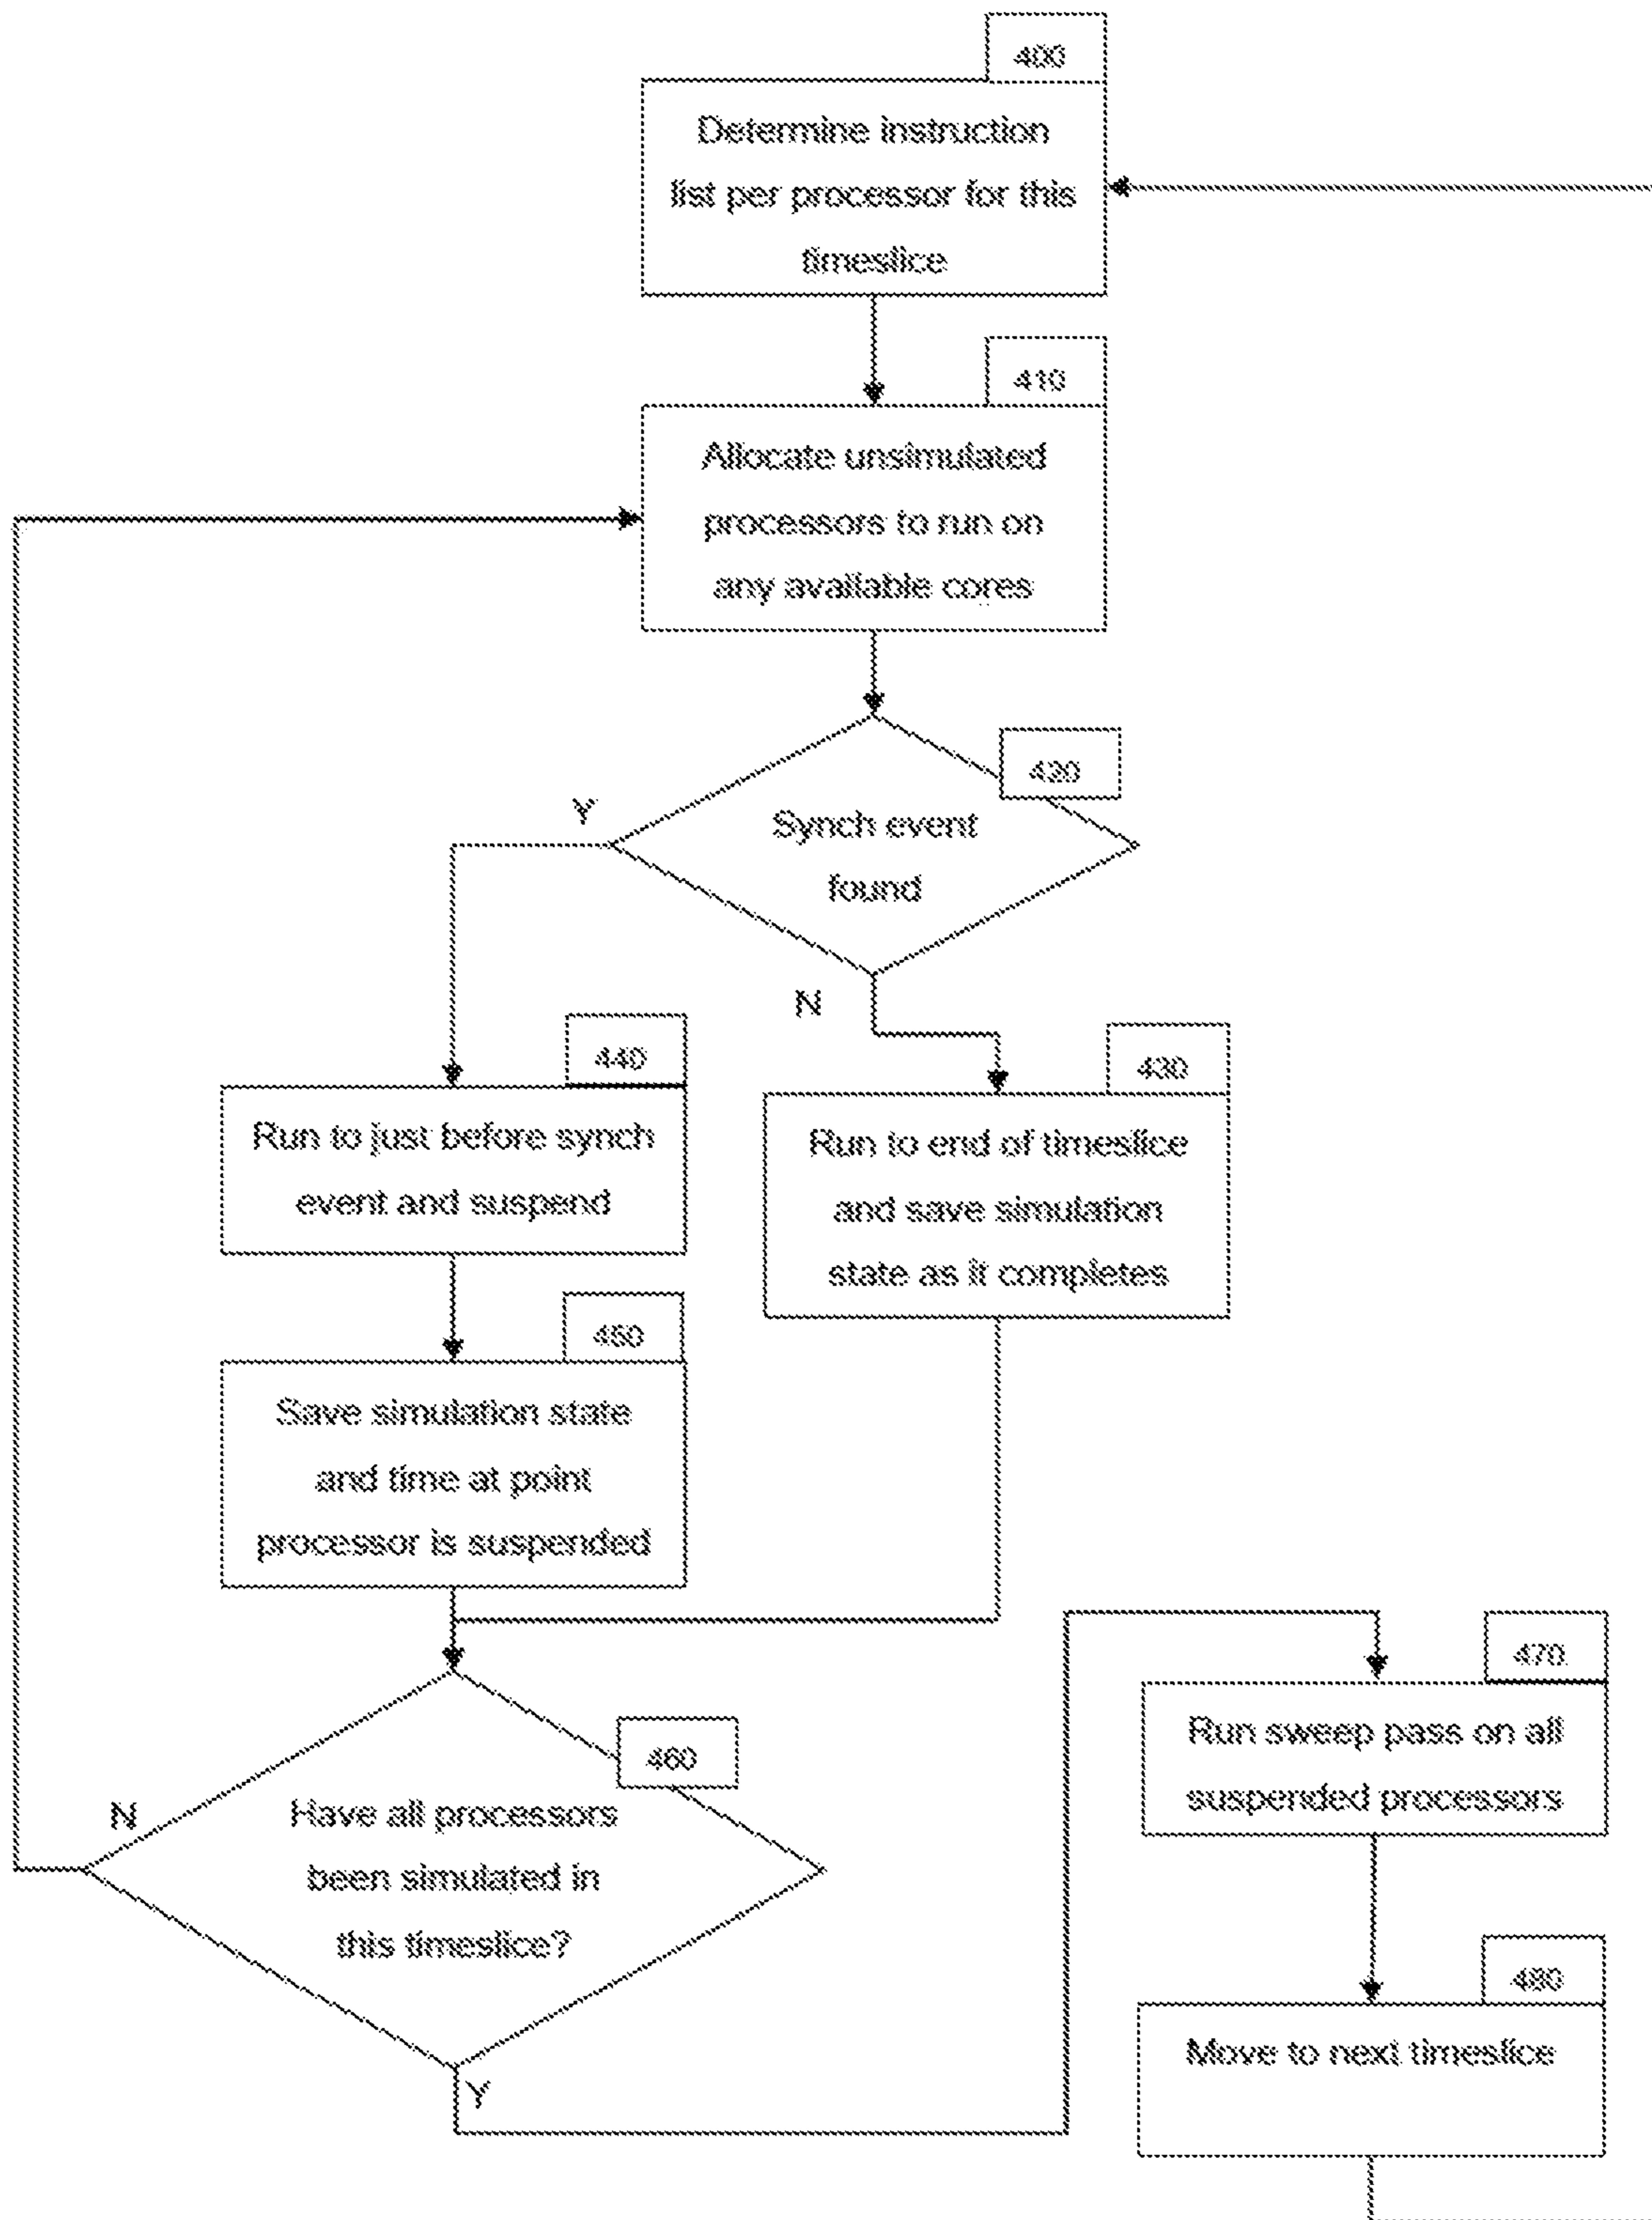 400
Determine instruction
list per processor for this
timeslice
410
Allocate unsimulated
processors to run on
any available cores
420
Y
Synch event
found
N
440
Run to just before synch
event and suspend
430
Run to end of timeslice
and save simulation
state as it completes
450
Save simulation state
and time at point
processor is suspended
460
N
Have all processors
been simulated in
this timeslice?
Y
470
Run sweep pass on all
suspended processors
480
Move to next timeslice